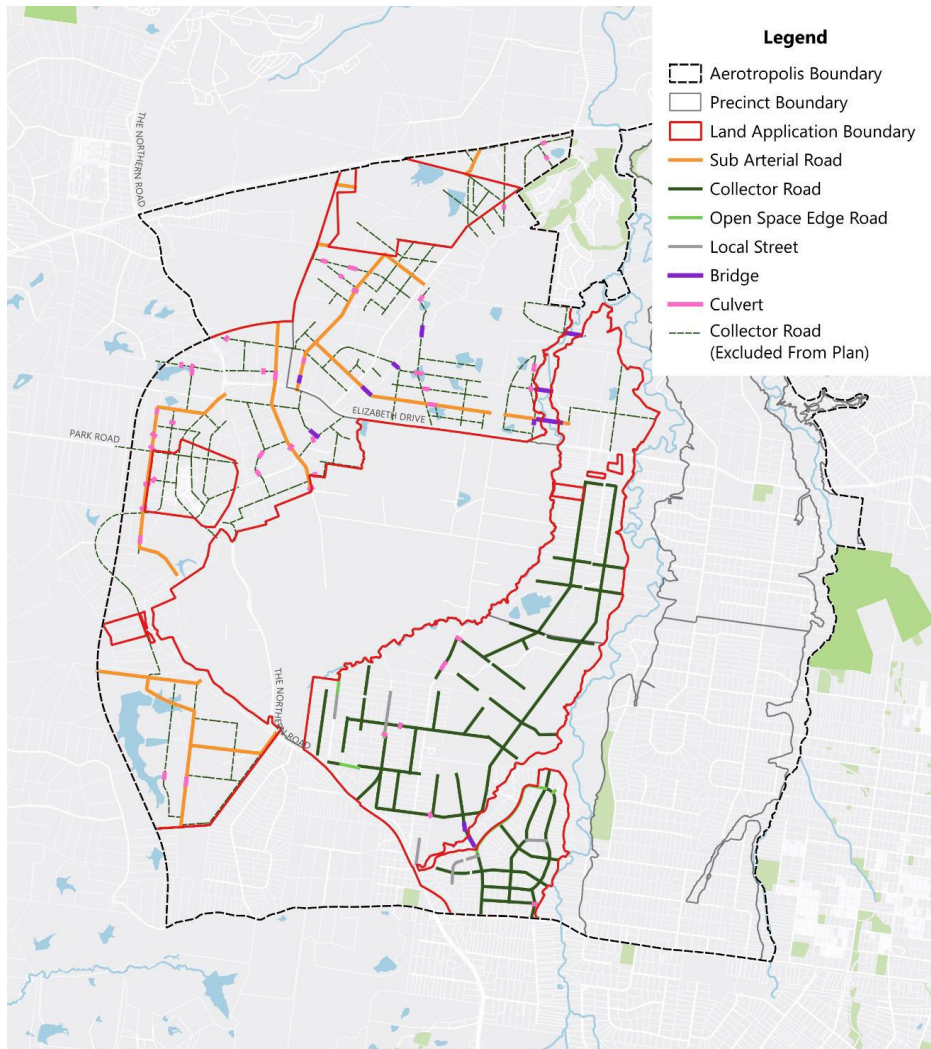 Legend
Aerotropolis Boundary
Precinct Boundary
Land Application Boundary
Sub Arterial Road
Collector Road
Open Space Edge Road
Local Street
Bridge
Culvert
Collector Road
(Excluded From Plan)
THE NORTHERN ROAD
ELIZABETH DRIVE
PARK ROAD
THE NORTHERN ROAD